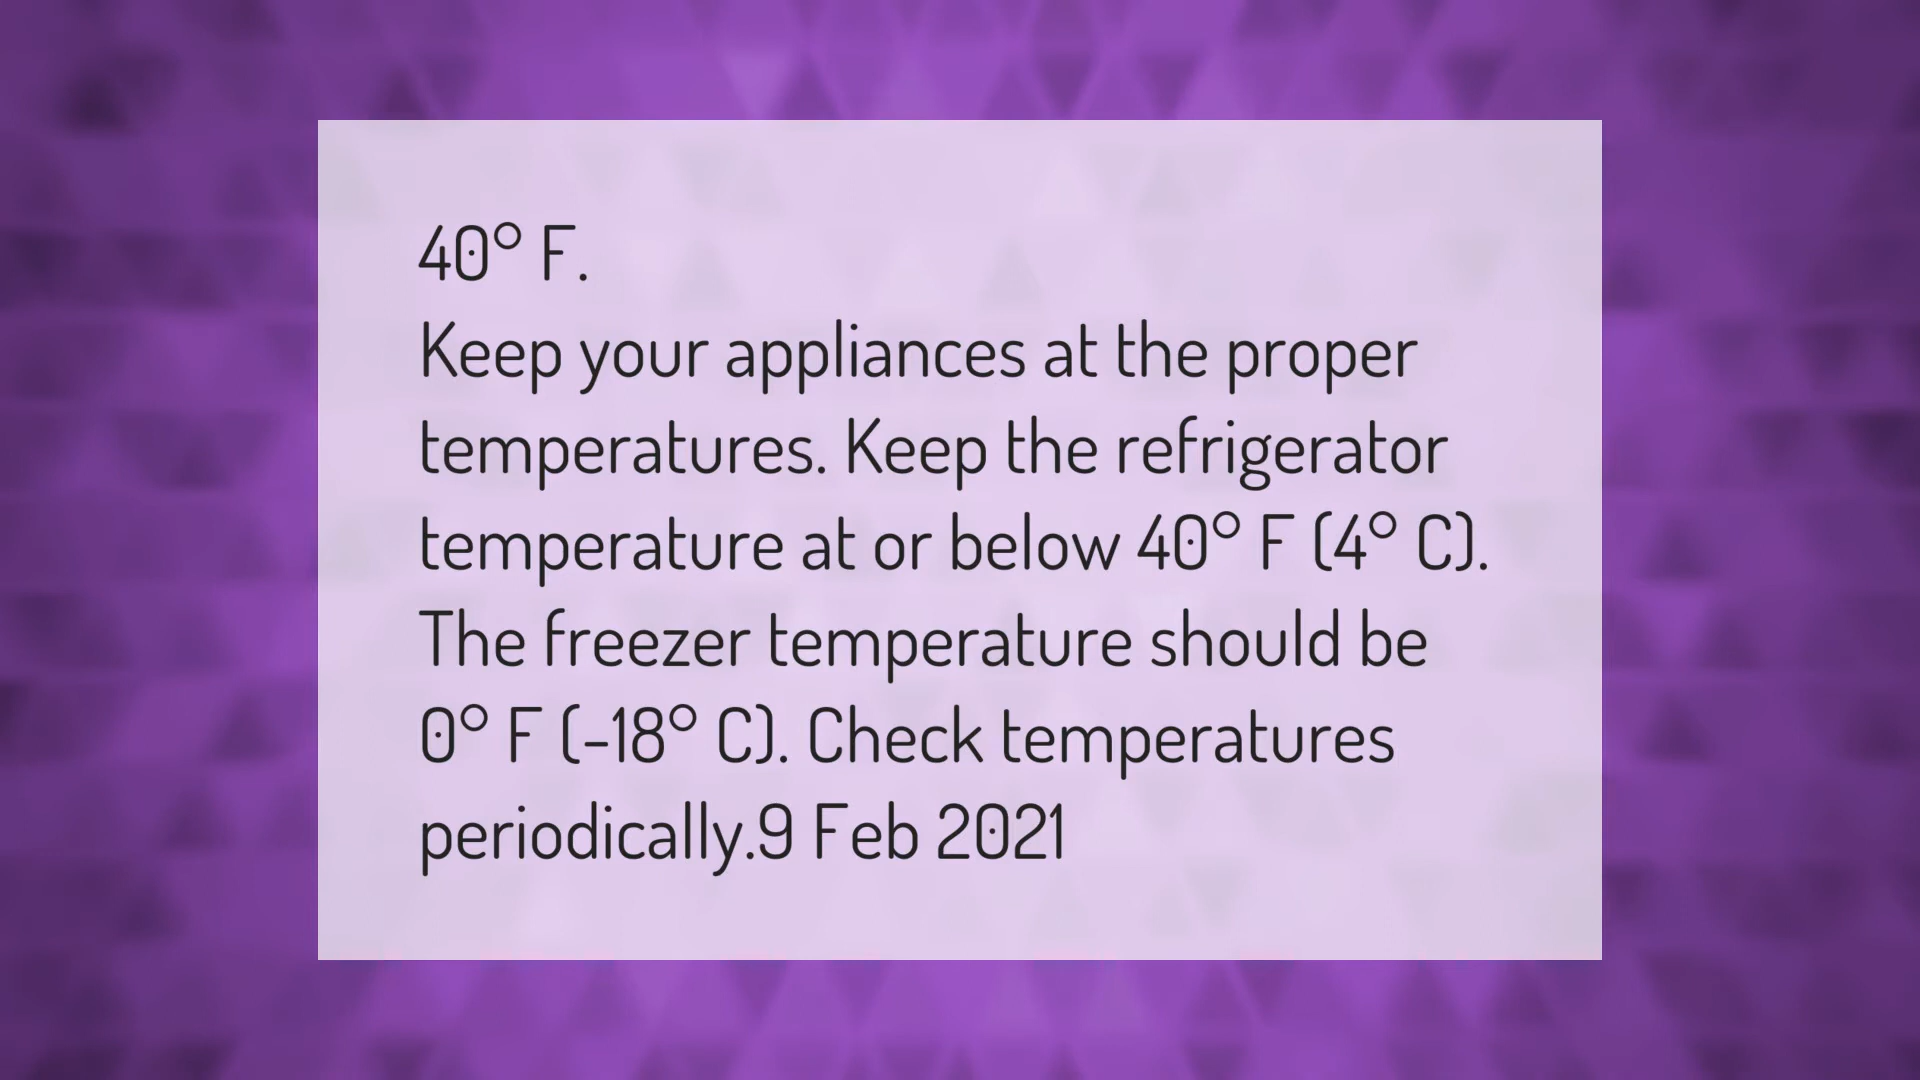 40° F.
Keep your appliances at the proper
temperatures. Keep the refrigerator
temperature at or below 40° F (4° C).
The freezer temperature should be
0° F (-18° C). Check temperatures
periodically.9 Feb 2021